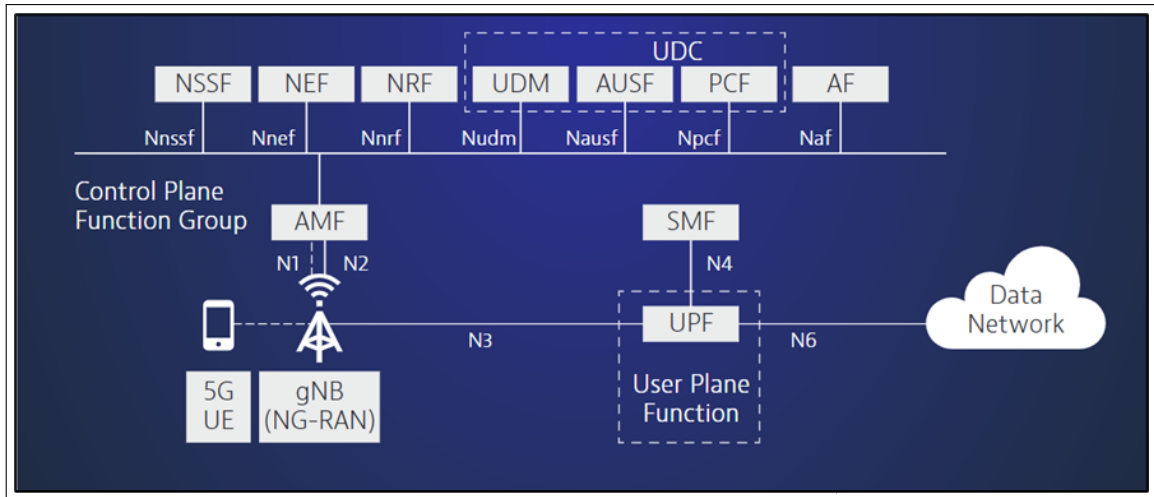 UDC
NSSF
NEF
NRF
UDM
AUSF
PCF
AF
Nnssf
Nnef
Nnrf
Nudm
Nausf
Npcf
Naf
Control Plane
Function Group
AMF
SMF
N1
N2
N4
Data
Network
UPF
N3
N6
5G
UE
gNB
(NG-RAN)
User Plane
Function